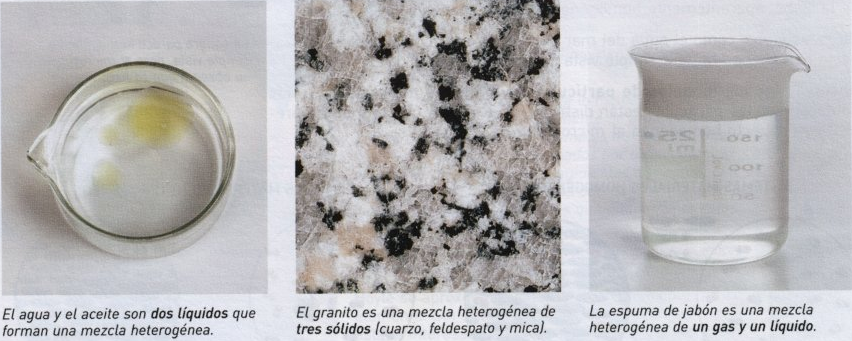 El agua y el aceite son dos líquidos que
forman una mezcla heterogénea.
El granito es una mezcla heterogénea de
tres sólidos (cuarzo, feldespato y mica).
La espuma de jabón es una mezcla
heterogénea de un gas y un líquido.
150
100